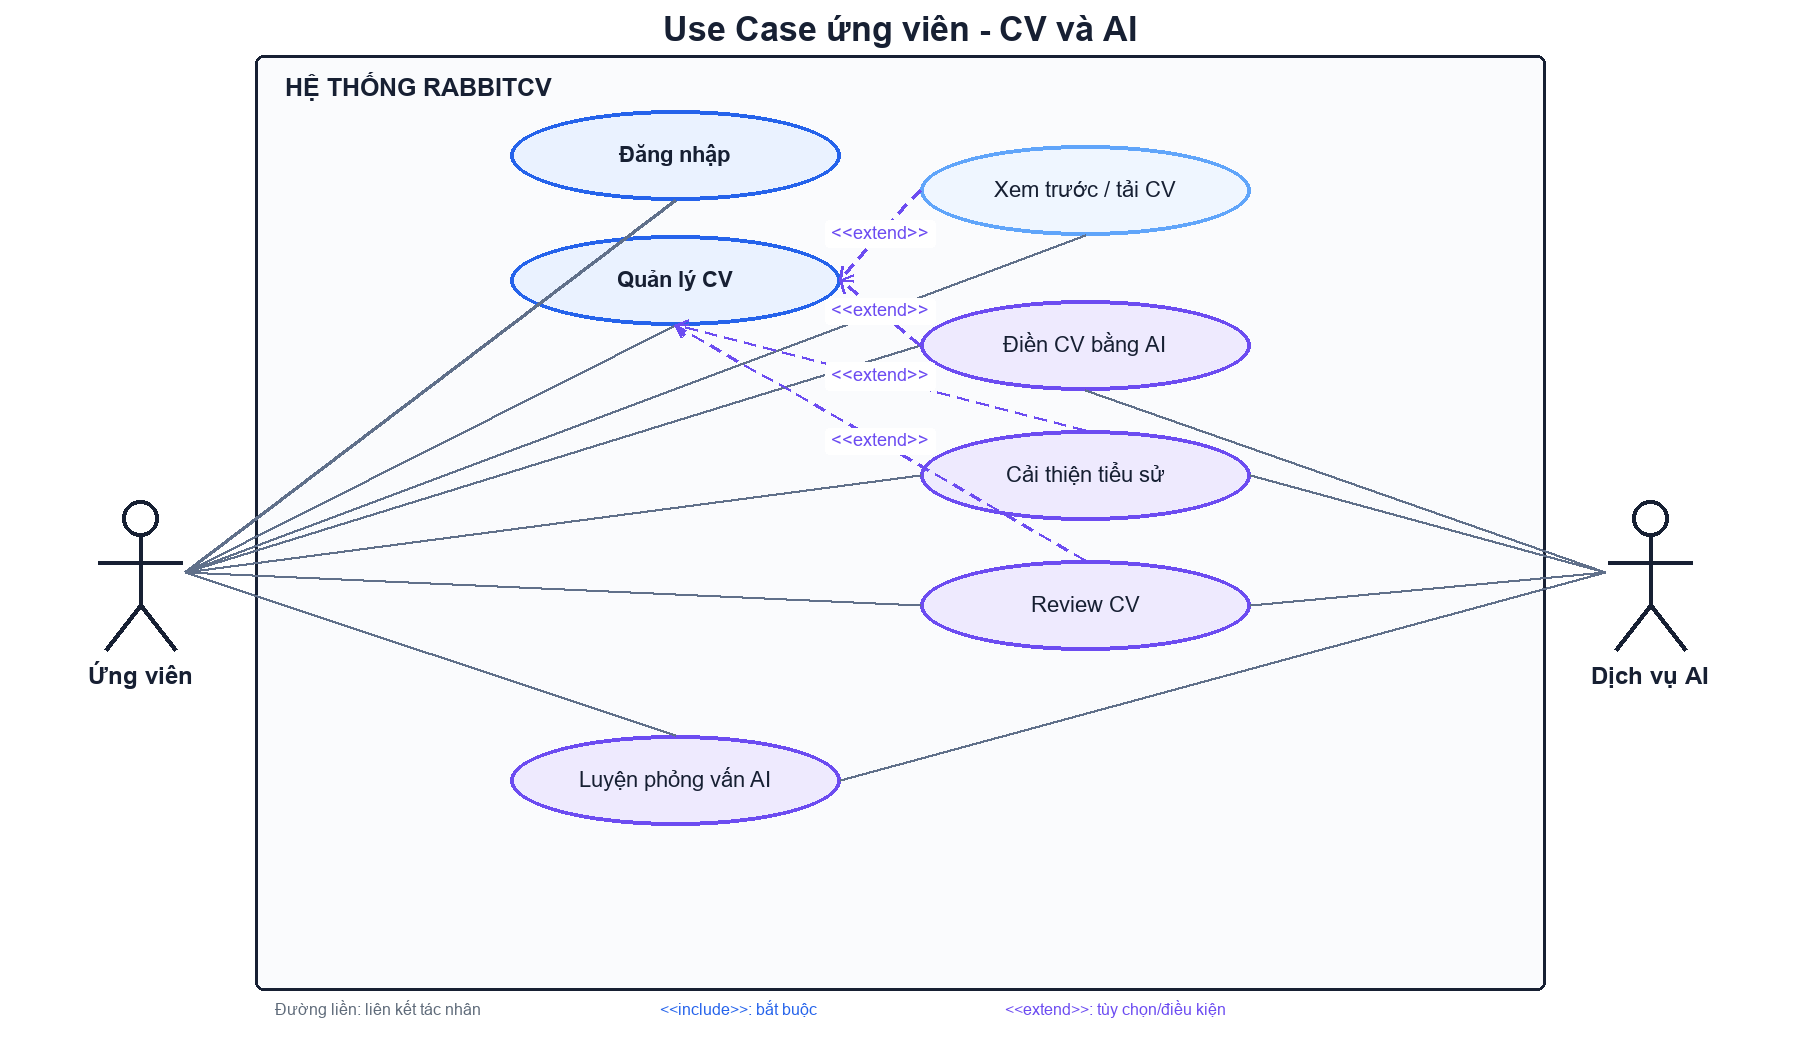 Use Case ứng viên - CV và AI
HỆ THỐNG RABBITCV
Đăng nhập
Xem trước / tải CV
<<extend>>
Quản lý CV
<<extend>>
Điền CV bằng AI
<<extend>>
<<extend>>
Cải thiện tiểu sử
Review CV
Ứng viên
Dịch vụ AI
Luyện phỏng vấn AI
Đường liền: liên kết tác nhân
<<include>>: bắt buộc
<<extend>>: tùy chọn/điều kiện